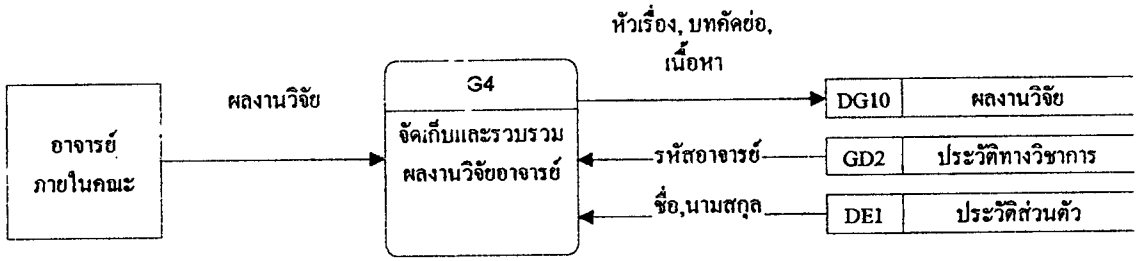 หัวเรื่อง, บทคัดย่อ,
เนื้อหา
ผลงานวิจัย
G4
DG10 ผลงานวิจัย
อาจารย์
ภายในคณะ
จัดเก็บและรวบรวม
ผลงานวิจัยอาจารย์
รหัสอาจารย์
GD2 ประวัติทางวิชาการ
ชื่อ,นามสกุล
DE1 ประวัติส่วนตัว